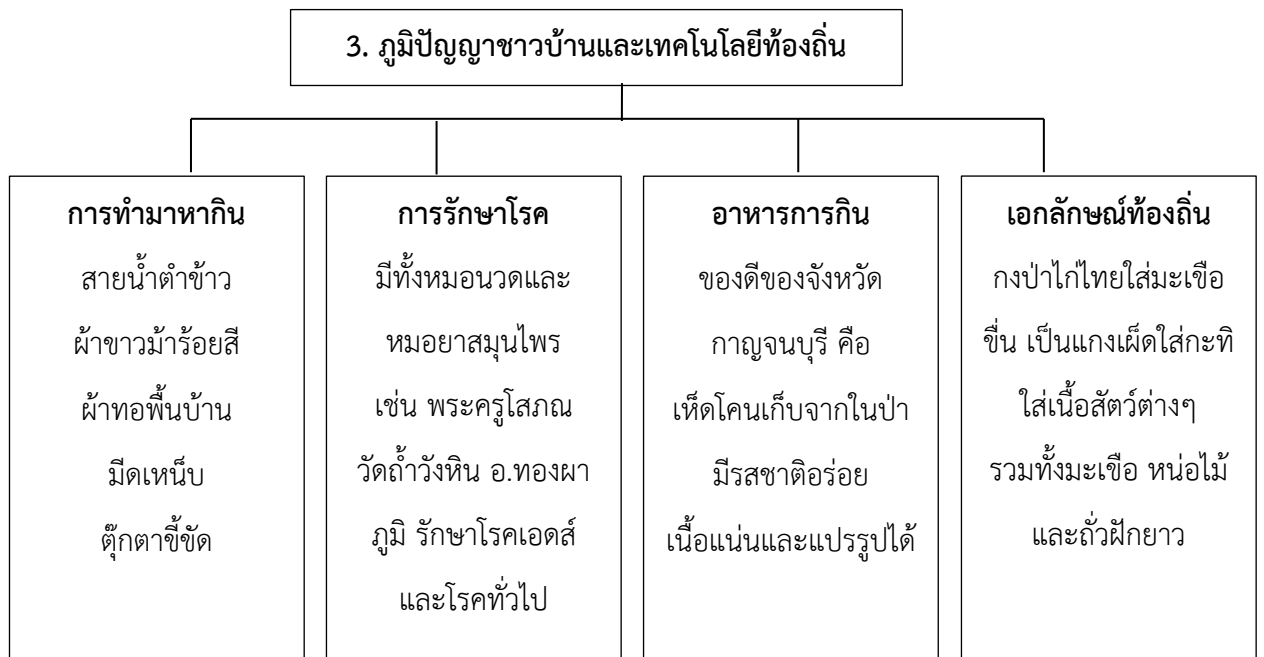 3. ภูมิปัญญาชาวบ้านและเทคโนโลยีท้องถิ่น
การทำมาหากิน
สายน้ำตำข้าว
ผ้าขาวม้าร้อยสี
ผ้าทอพื้นบ้าน
มีดเหน็บ
ตุ๊กตาขี้ขัด
การรักษาโรค
มีทั้งหมอนวดและ
หมอยาสมุนไพร
เช่น พระครูโสภณ
วัดถ้ำวังหิน อ.ทองผา
ภูมิ รักษาโรคเอดส์
และโรคทั่วไป
อาหารการกิน
ของดีของจังหวัด
กาญจนบุรี คือ
เห็ดโคนเก็บจากในป่า
มีรสชาติอร่อย
เนื้อแน่นและแปรรูปได้
เอกลักษณ์ท้องถิ่น
กงป่าไก่ไทยใส่มะเขือ
ขื่น เป็นแกงเผ็ดใส่กะทิ
ใส่เนื้อสัตว์ต่างๆ
รวมทั้งมะเขือ หน่อไม้
และถั่วฝักยาว